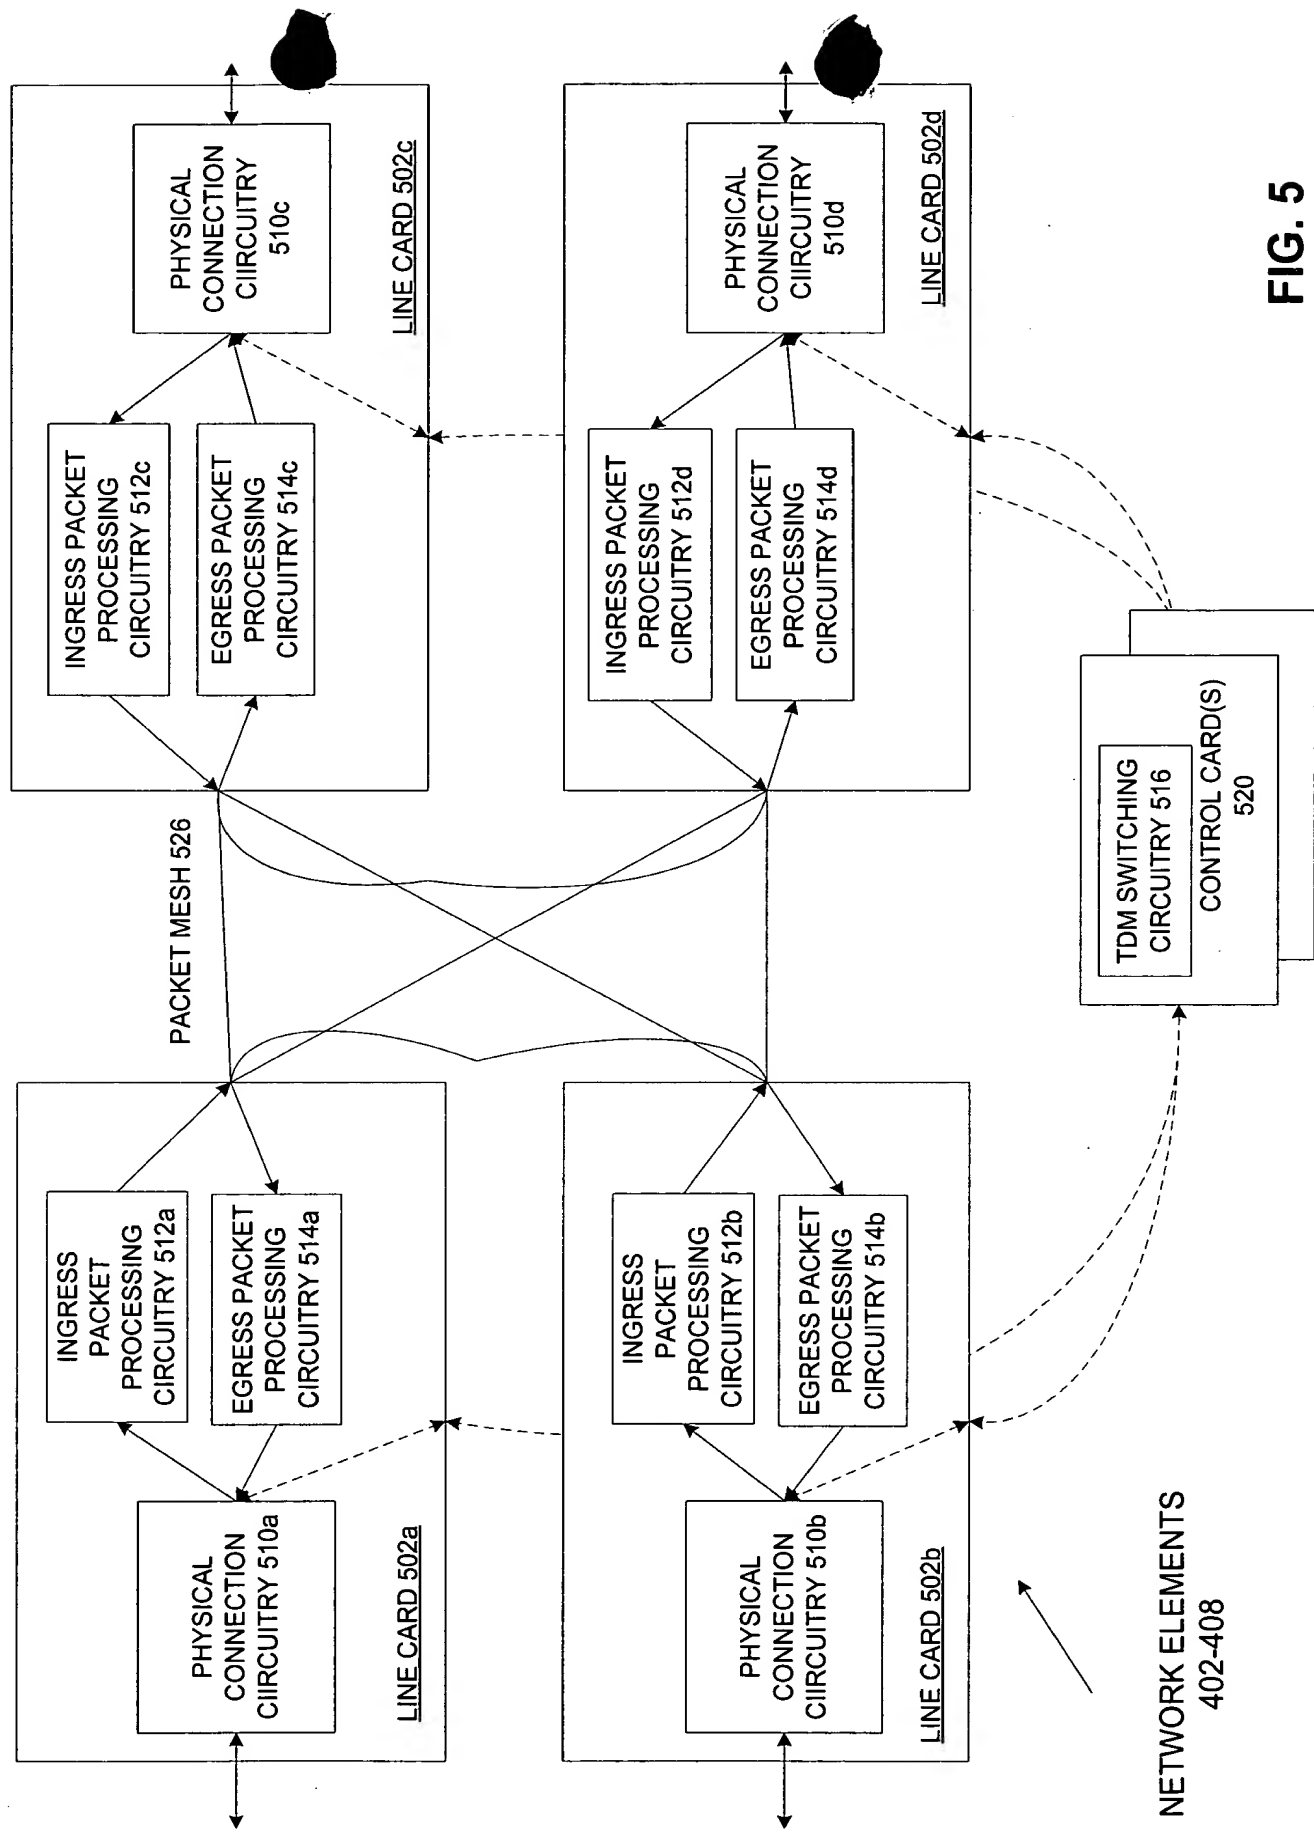 PHYSICAL
CONNECTION
CIIRCUITRY 510a
INGRESS
PACKET
PROCESSING
CIRCUITRY 512a
EGRESS PACKET
PROCESSING
CIRCUITRY 514a
LINE CARD 502a
PACKET MESH 526
INGRESS PACKET
PROCESSING
CIRCUITRY 512c
EGRESS PACKET
PROCESSING
CIRCUITRY 514c
PHYSICAL
CONNECTION
CIIRCUITRY
510c
LINE CARD 502c
PHYSICAL
CONNECTION
CIIRCUITRY 510b
INGRESS
PACKET
PROCESSING
CIRCUITRY 512b
EGRESS PACKET
PROCESSING
CIRCUITRY 514b
LINE CARD 502b
INGRESS PACKET
PROCESSING
CIRCUITRY 512d
EGRESS PACKET
PROCESSING
CIRCUITRY 514d
PHYSICAL
CONNECTION
CIIRCUITRY
510d
LINE CARD 502d
TDM SWITCHING
CIRCUITRY 516
CONTROL CARD(S)
520
NETWORK ELEMENTS
402-408
FIG. 5